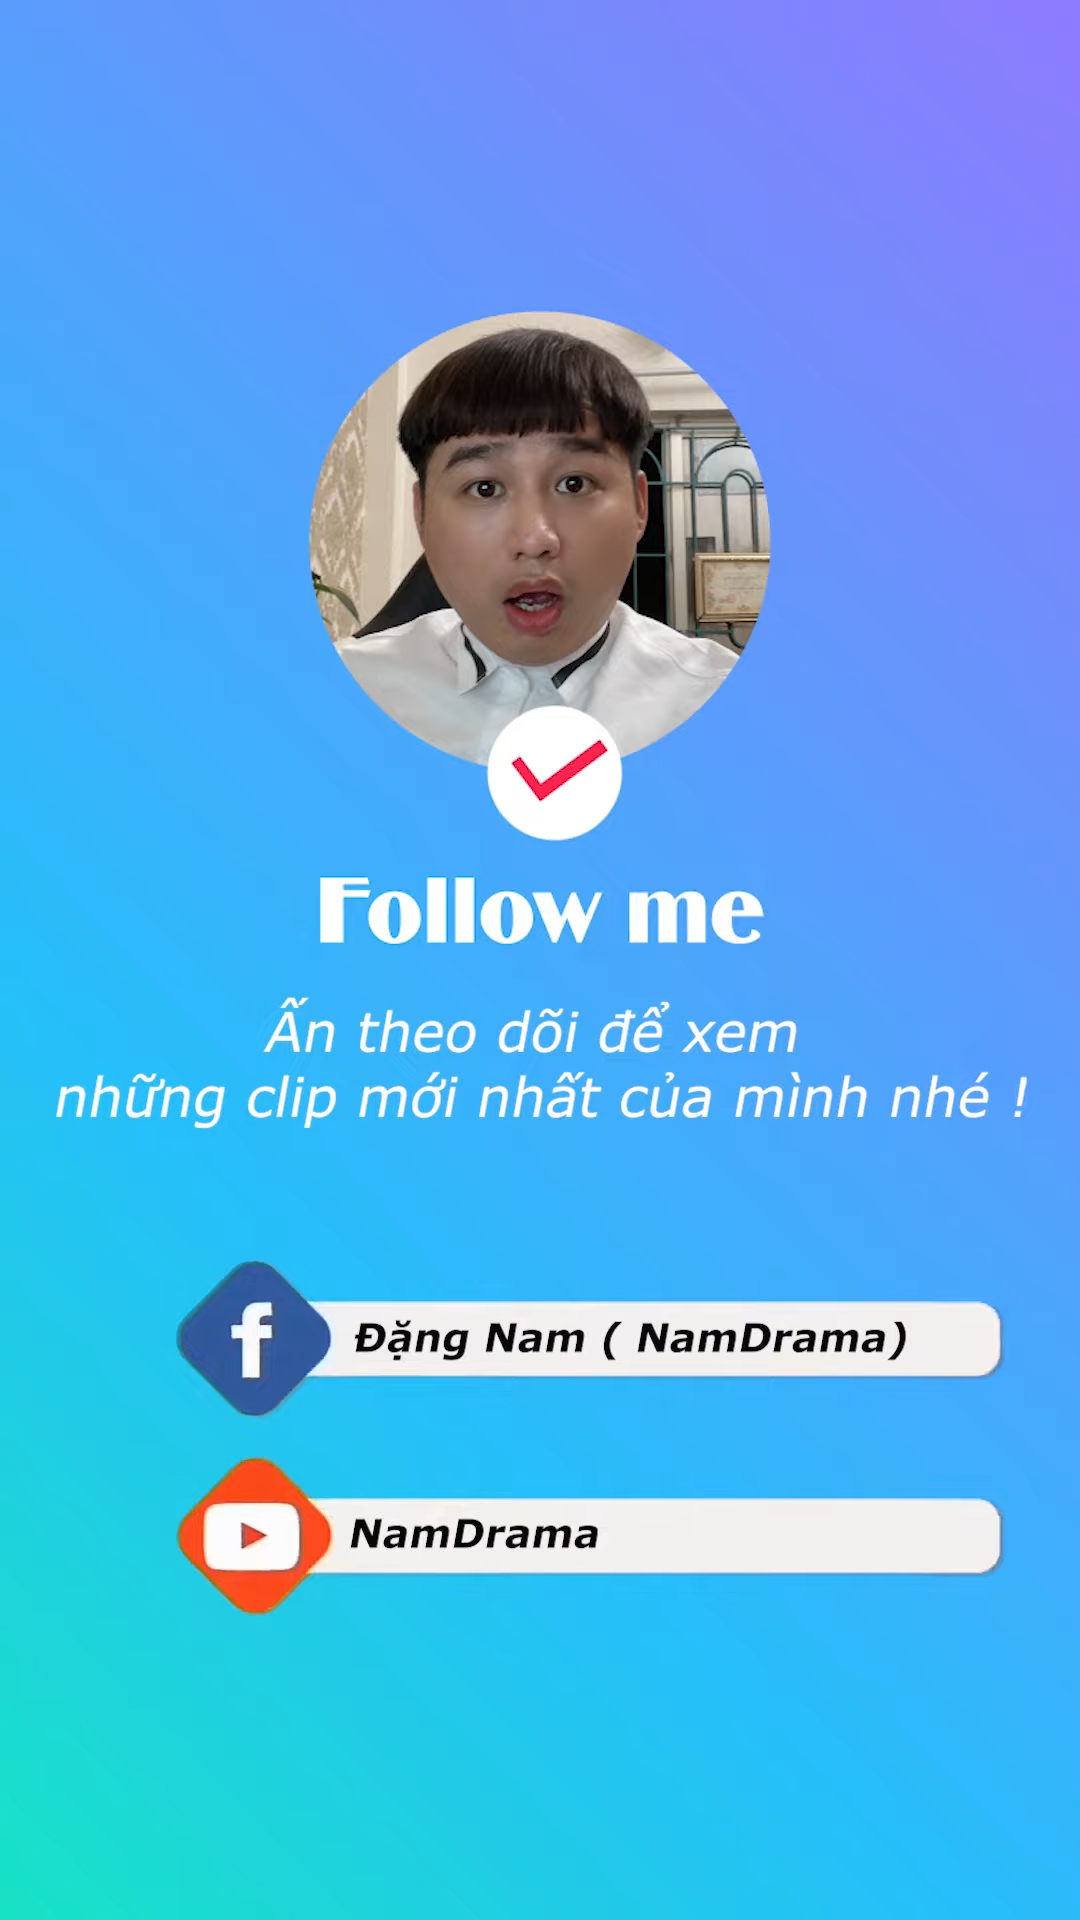 Follow me
Ấn theo dõi để xem
những clip mới nhất của mình nhé !
f
Đặng Nam ( NamDrama)
NamDrama